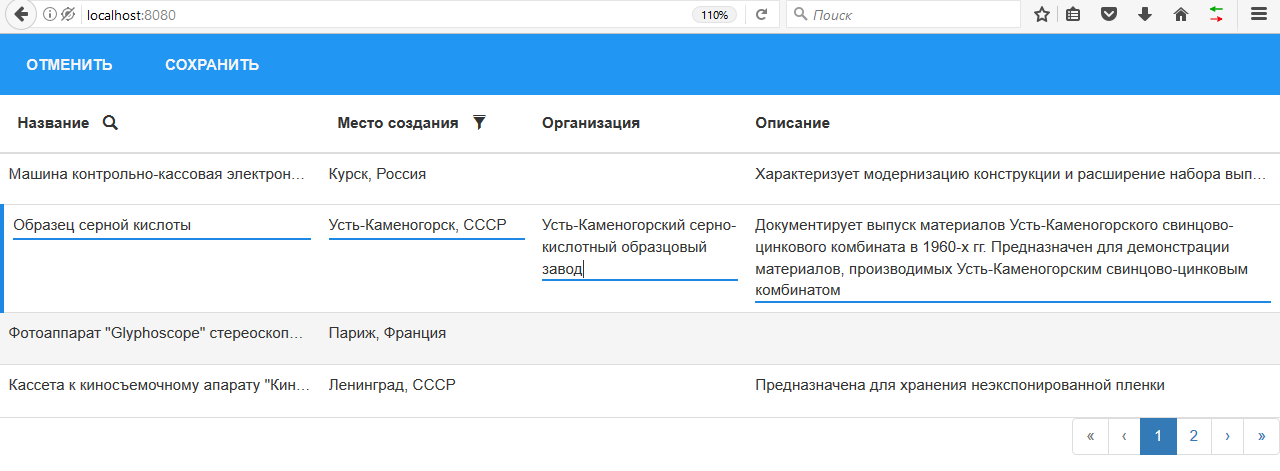 localhost:8080 110% Поиск
ОТМЕНИТЬ СОХРАНИТЬ
Название Место создания Организация Описание
Машина контрольно-кассовая электрон... Курск, Россия Характеризует модернизацию конструкции и расширение набора вып...
Образец серной кислоты Усть-Каменогорск, СССР Усть-Каменогорский серно- Документирует выпуск материалов Усть-Каменогорского свинцово-
кислотный образцовый цинкового комбината в 1960-х гг. Предназначен для демонстрации
завод материалов, производимых Усть-Каменогорским свинцово-цинковым
комбинатом
Фотоаппарат "Glyphoscope" стереоскоп... Париж, Франция
Кассета к киносъемочному апарату "Кин... Ленинград, СССР Предназначена для хранения неэкспонированной пленки
« ‹ 1 2 › »